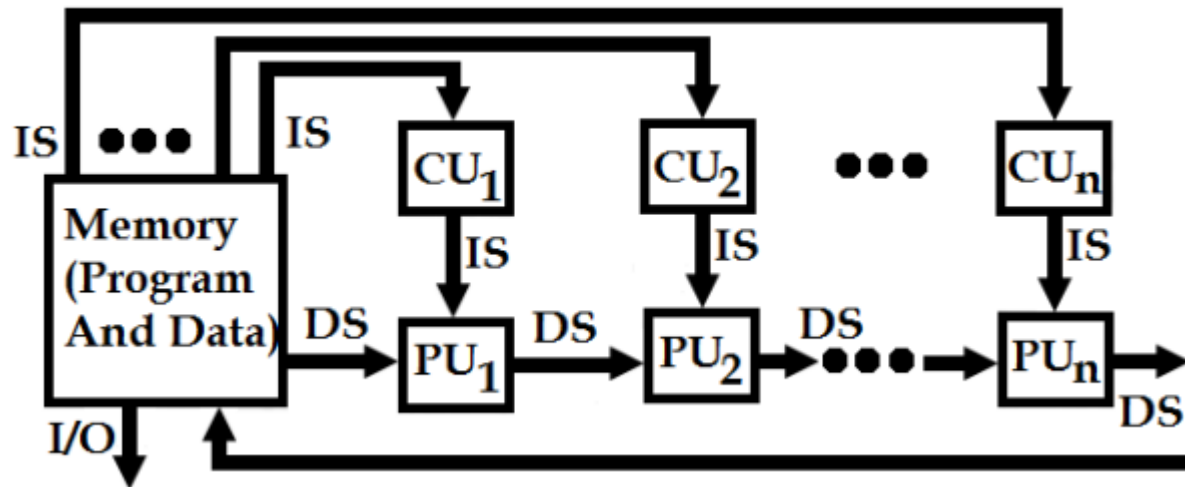 IS
IS
CU1
CU2
CUn
Memory
(Program
And Data)
IS
IS
IS
DS
DS
DS
PU1
PU2
PUn
DS
I/O